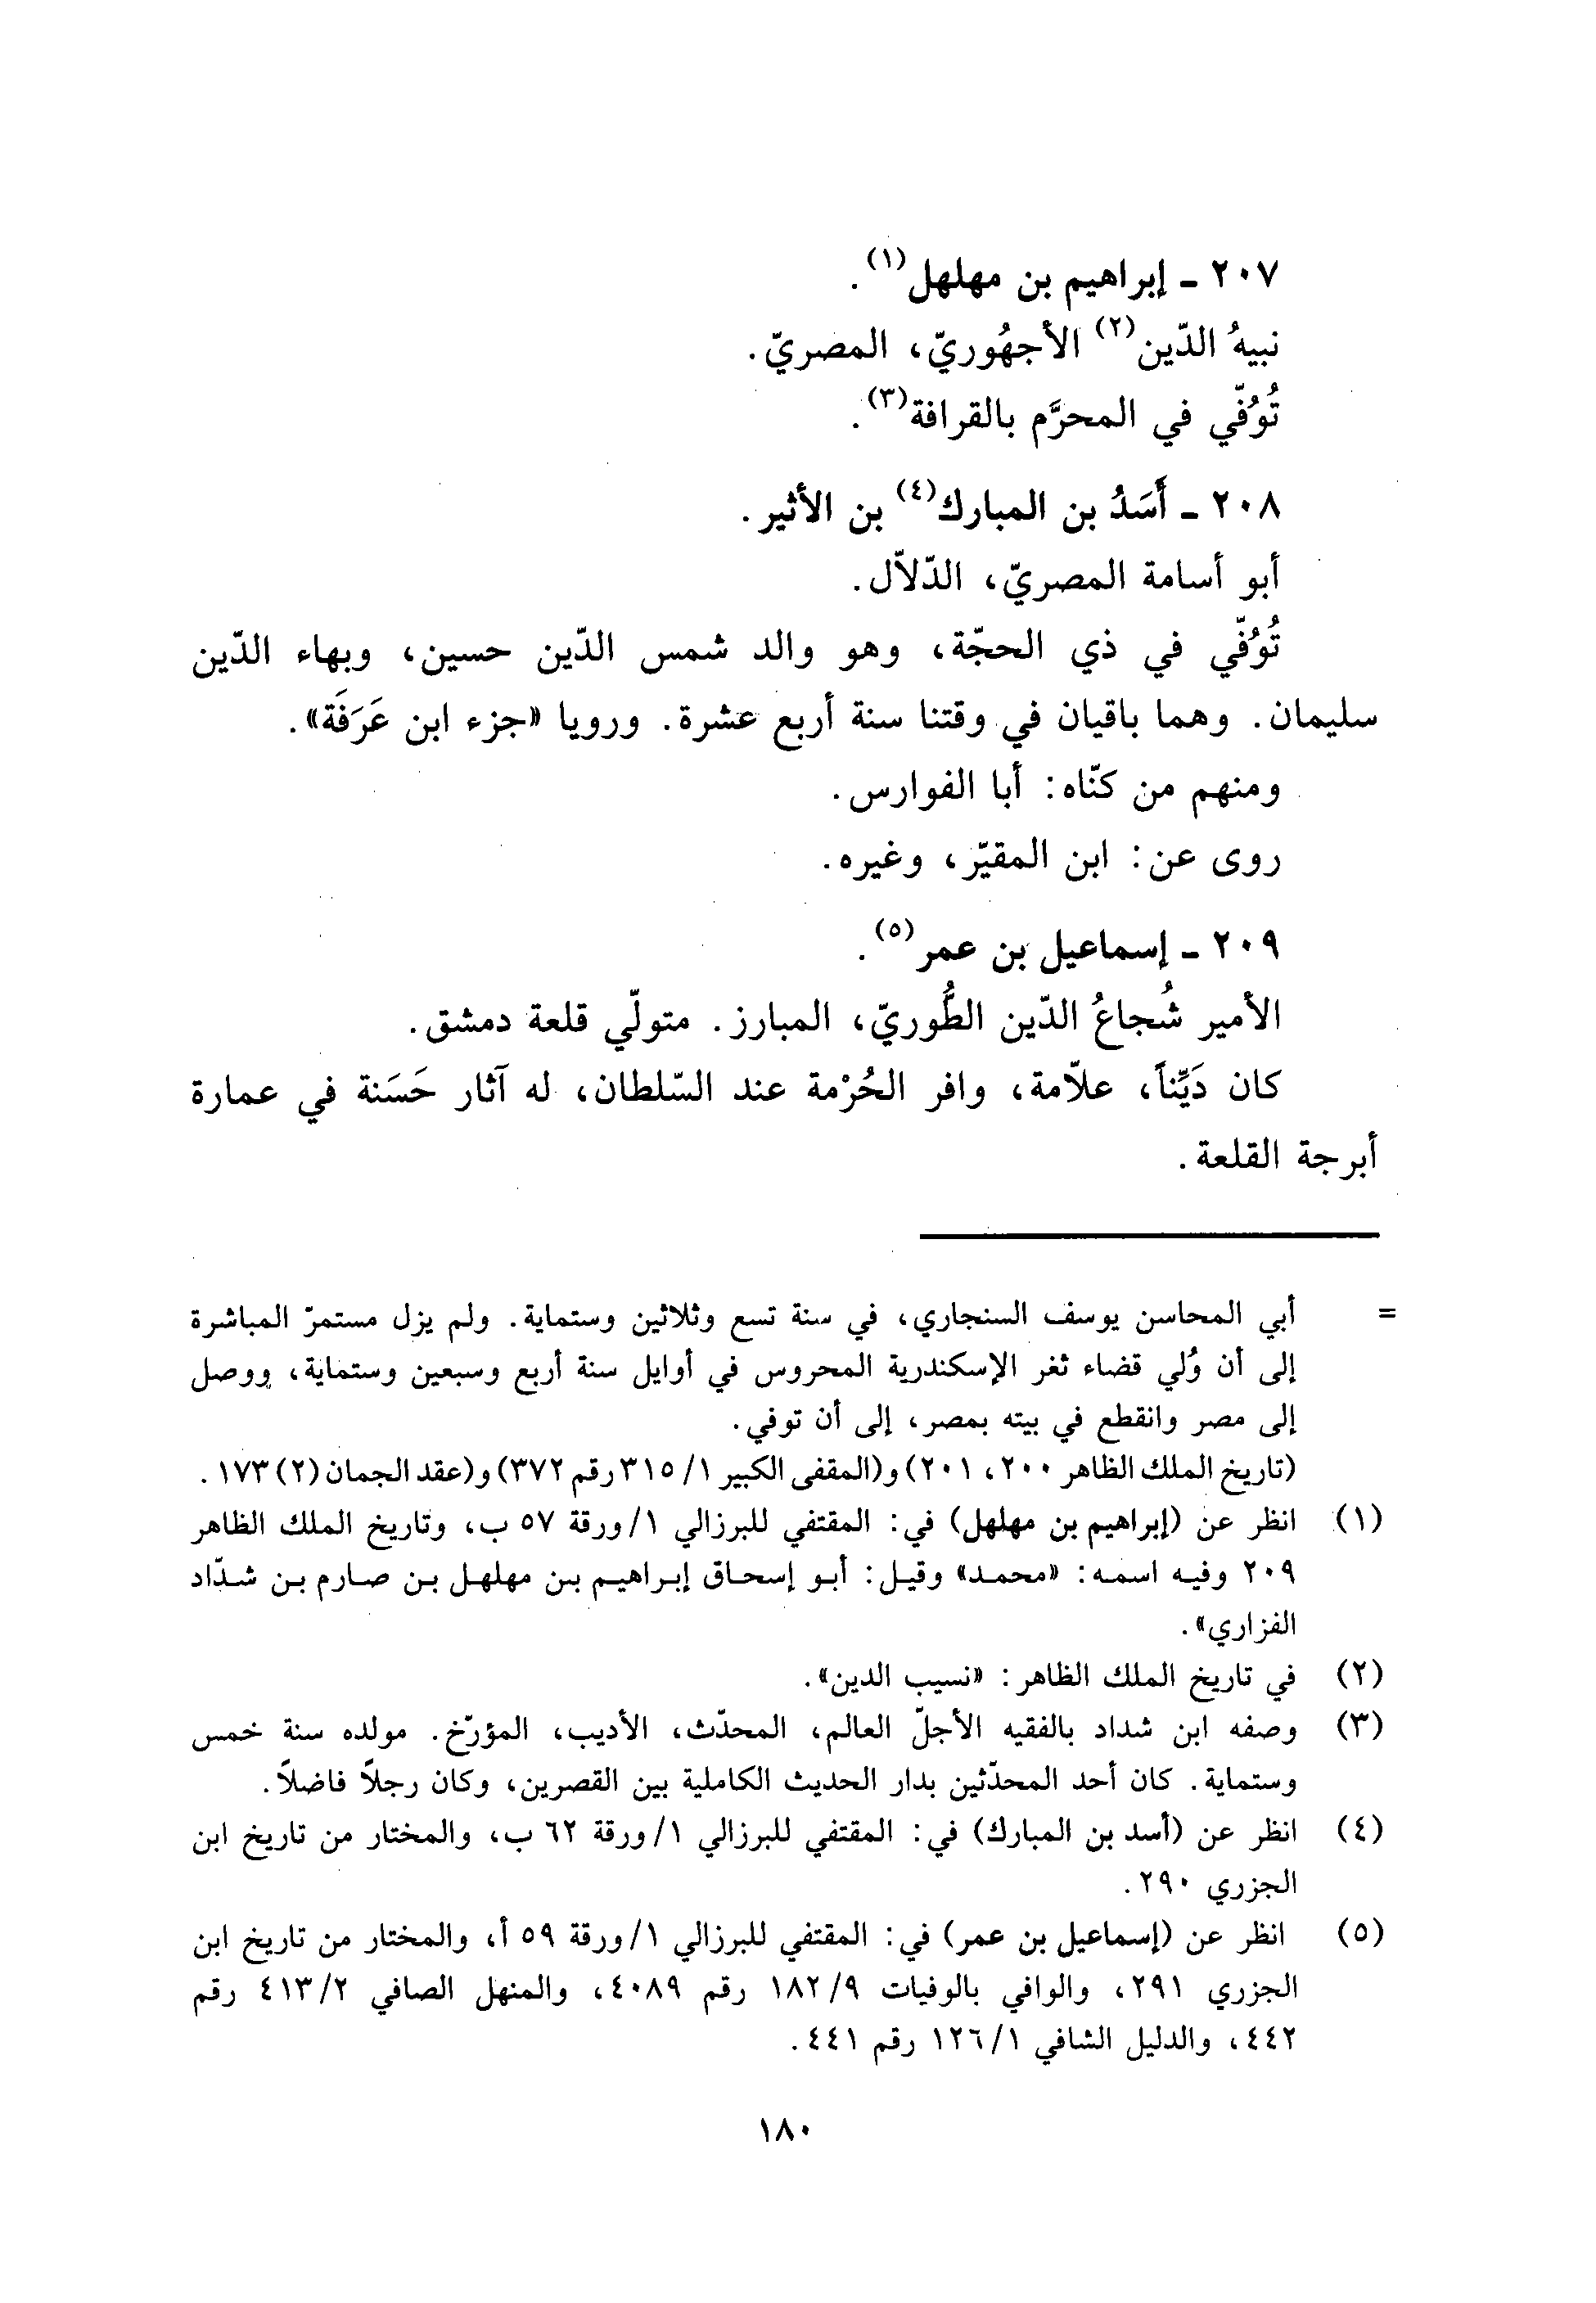 ٢٠٧ ـ إبراهيم بن مهلهل(١).
نبيهُ الدّين(٢) الأجهُوريّ، المصريّ.
تُوُفّي في المحرَّم بالقرافة(٣).
٢٠٨ ـ أَسَدُ بن المبارك(٤) بن الأثير.
أبو أسامة المصريّ، الدّلاّل.
تُوُفّي في ذي الحجّة، وهو والد شمس الدّين حسين، وبهاء الدّين
سليمان. وهما باقيان في وقتنا سنة أربع عشرة. ورويا «جزء ابن عَرَفَة».
ومنهم من كنّاه: أبا الفوارس.
روى عن: ابن المقيّر، وغيره.
٢٠٩ ـ إسماعيل بن عمر(٥).
الأمير شُجاعُ الدّين الطُّوريّ، المبارز. متولّي قلعة دمشق.
كان دَيِّناً، علاّمة، وافر الحُرْمة عند السّلطان، له آثار حَسَنة في عمارة
أبرجة القلعة.
= أبي المحاسن يوسف السنجاري، في سنة تسع وثلاثين وستماية. ولم يزل مستمرّ المباشرة
إلى أن وُلي قضاء ثغر الإسكندرية المحروس في أوايل سنة أربع وسبعين وستماية، ووصل
إلى مصر وانقطع في بيته بمصر، إلى أن توفي.
(تاريخ الملك الظاهر ٢٠٠، ٢٠١) و(المقفى الكبير ١/ ٣١٥ رقم ٣٧٢) و(عقد الجمان (٢) ١٧٣.
(١) انظر عن (إبراهيم بن مهلهل) في: المقتفي للبرزالي ١/ ورقة ٥٧ ب، وتاريخ الملك الظاهر
٢٠٩ وفيه اسمه: «محمد» وقيل: أبو إسحاق إبراهيم بن مهلهل بن صارم بن شدّاد
الفزاري».
(٢) في تاريخ الملك الظاهر: «نسيب الدين».
(٣) وصفه ابن شداد بالفقيه الأجلّ العالم، المحدّث، الأديب، المؤرّخ. مولده سنة خمس
وستماية. كان أحد المحدّثين بدار الحديث الكاملية بين القصرين، وكان رجلاً فاضلاً.
(٤) انظر عن (أسد بن المبارك) في: المقتفي للبرزالي ١/ ورقة ٦٢ ب، والمختار من تاريخ ابن
الجزري ٢٩٠.
(٥) انظر عن (إسماعيل بن عمر) في: المقتفي للبرزالي ١/ ورقة ٥٩ أ، والمختار من تاريخ ابن
الجزري ٢٩١، والوافي بالوفيات ٩/ ١٨٢ رقم ٤٠٨٩، والمنهل الصافي ٢/ ٤١٣ رقم
٤٤٢، والدليل الشافي ١/ ١٢٦ رقم ٤٤١.
١٨٠